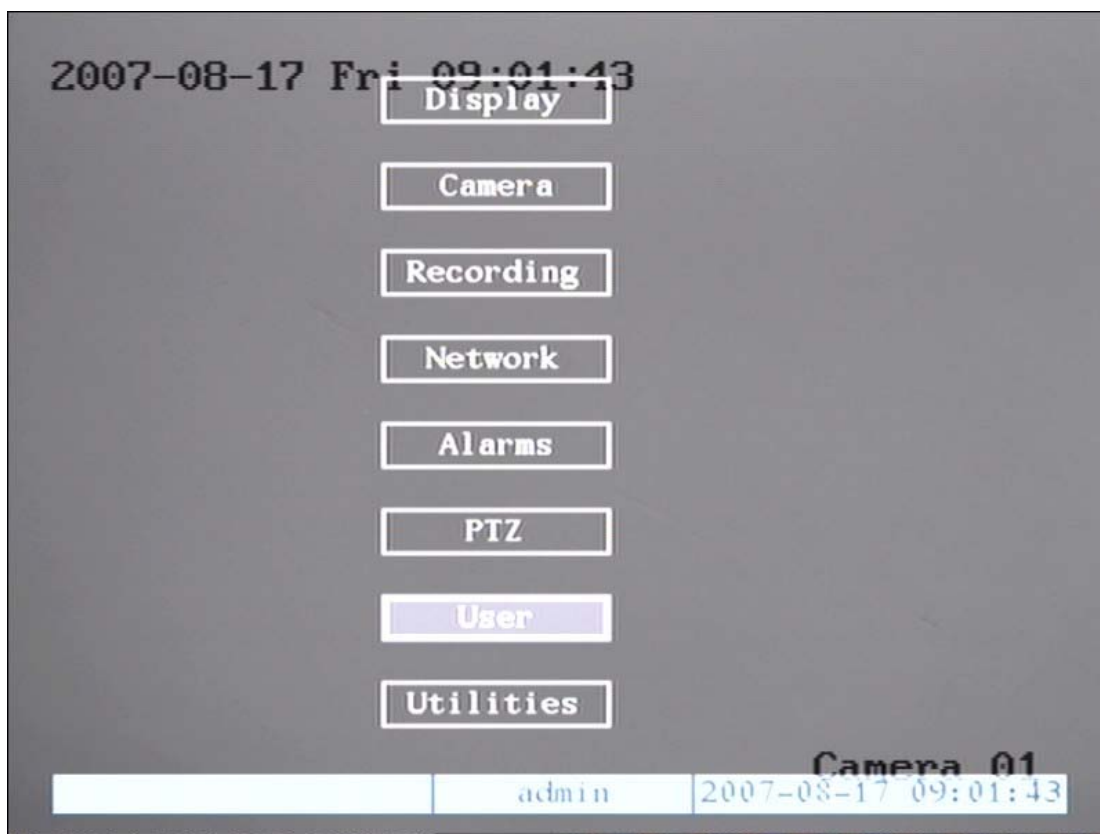 2007-08-17 Fri 09:01:43
Display
Camera
Recording
Network
Alarms
PTZ
User
Utilities
Camera 01
admin 2007-08-17 09:01:43